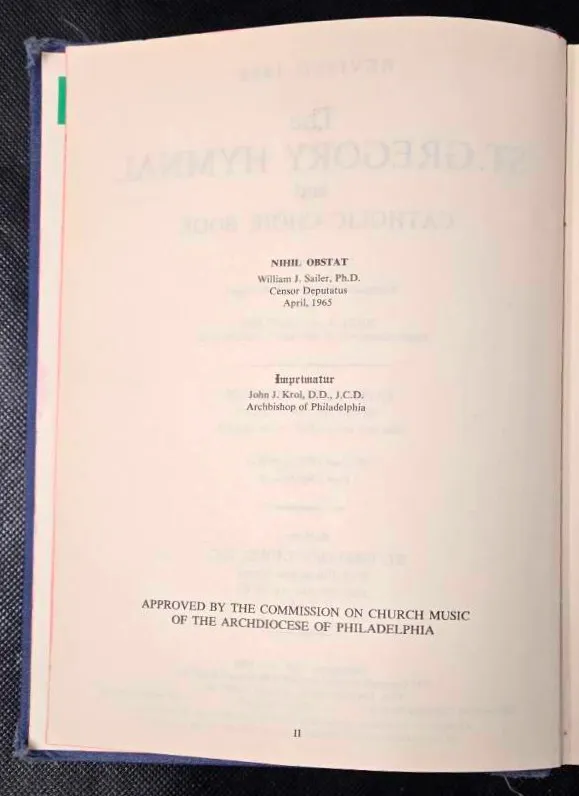 NIHIL OBSTAT
William J. Sailer, Ph.D.
Censor Deputatus
April, 1965
Imprimatur
John J. Krol, D.D., J.C.D.
Archbishop of Philadelphia
APPROVED BY THE COMMISSION ON CHURCH MUSIC
OF THE ARCHDIOCESE OF PHILADELPHIA
II